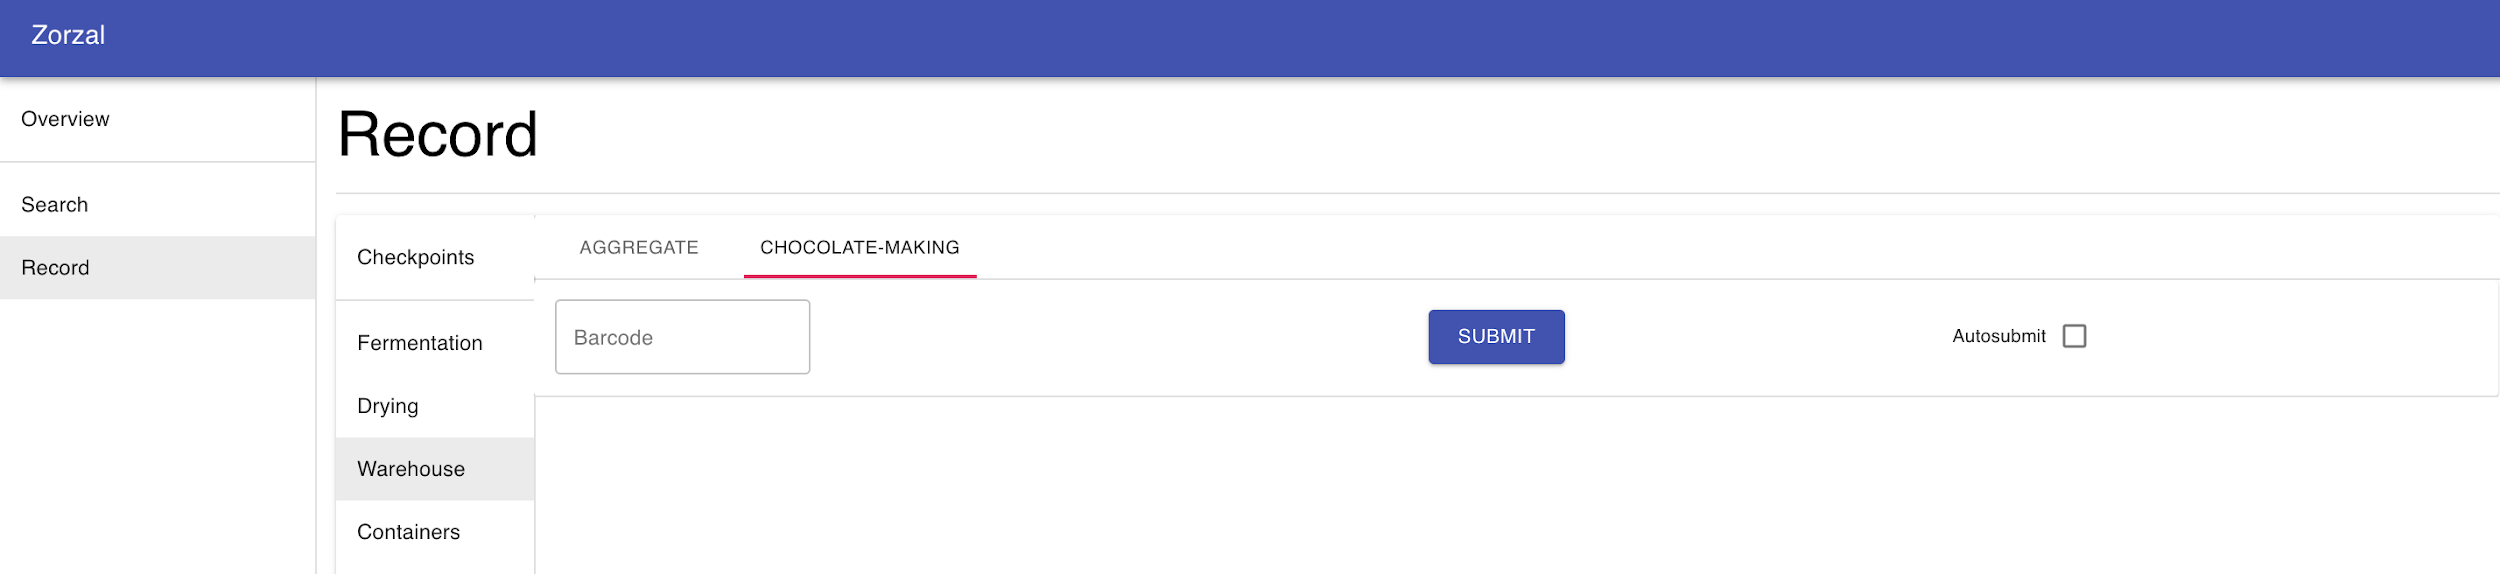 Zorzal
Overview
Search
Record
Record
Checkpoints
Fermentation
Drying
Warehouse
Containers
AGGREGATE CHOCOLATE-MAKING
Barcode SUBMIT Autosubmit